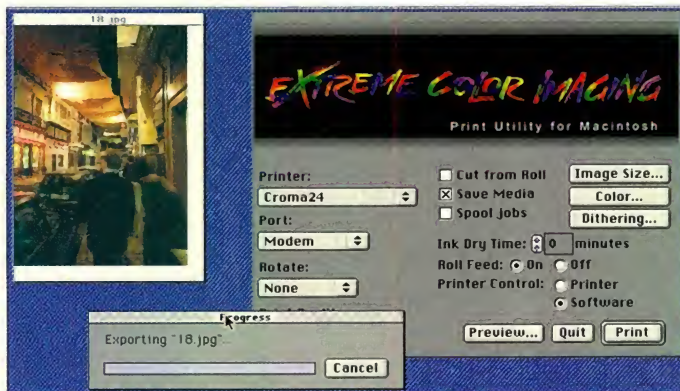 18.jpg
EXTREME COLOR IMAGING
Print Utility for Macintosh
Printer:
Croma24
Port:
Modem
Rotate:
None
Cut from Roll
Save Media
Spool jobs
Image Size...
Color...
Dithering...
Ink Dry Time: 0 minutes
Roll Feed: On Off
Printer Control: Printer
Software
Preview... Quit Print
Progress
Exporting "18.jpg"...
Cancel